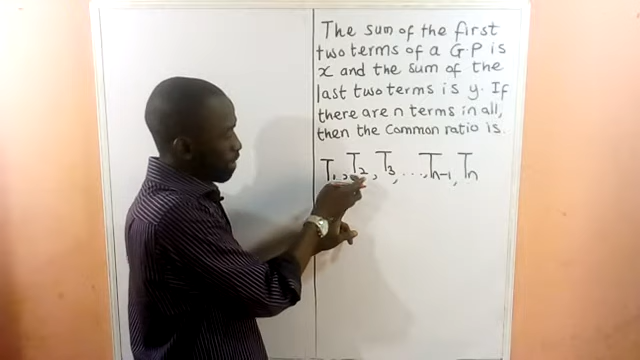 The sum of the first
two terms of a G.P is
x and the sum of the
last two terms is y. If
there are n terms in all,
then the common ratio is.
T1, T2, T3, ..., Tn-1, Tn